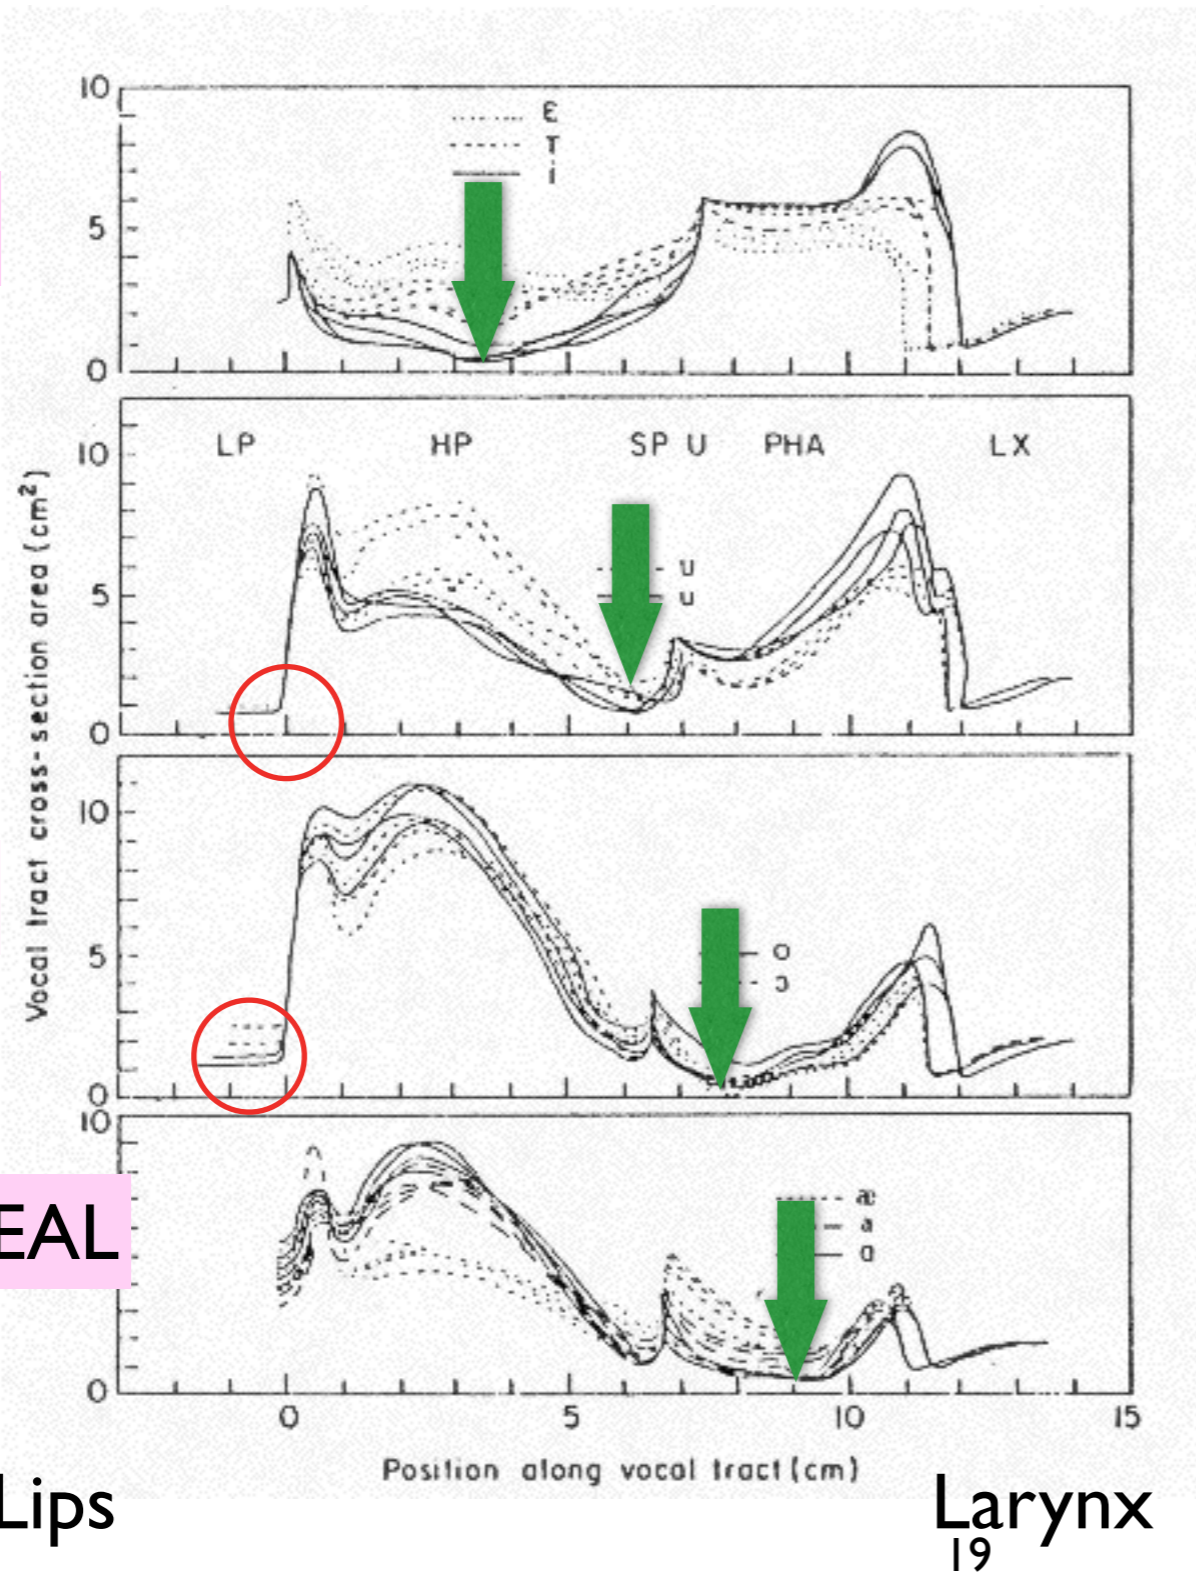 10
ε
I
i
5
0
LP HP SP U PHA LX
10
U
u
5
0
Vocal tract cross-section area (cm²)
10
o
ɔ
5
0
10
æ
a
ɑ
EAL
0
0 5 10 15
Position along vocal tract (cm)
Lips Larynx
19